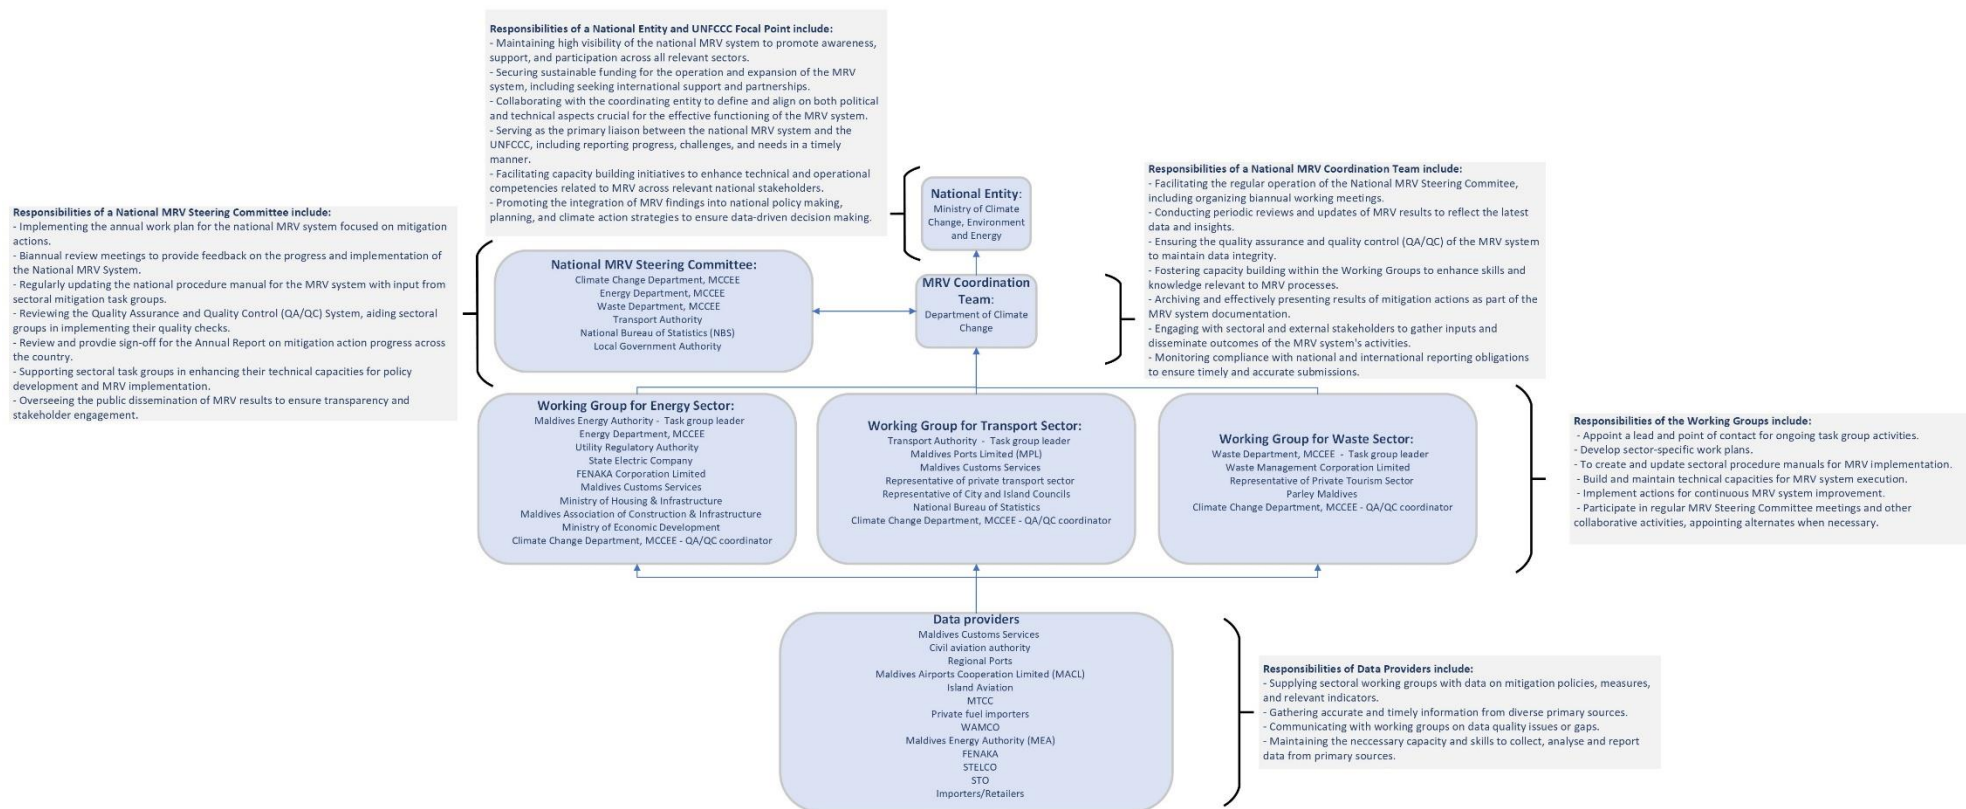 Responsibilities of a National Entity and UNFCCC Focal Point include:
- Maintaining high visibility of the national MRV system to promote awareness,
support, and participation across all relevant sectors.
- Securing sustainable funding for the operation and expansion of the MRV
system, including seeking international support and partnerships.
- Collaborating with the coordinating entity to define and align on both political
and technical aspects crucial for the effective functioning of the MRV system.
- Serving as the primary liaison between the national MRV system and the
UNFCCC, including reporting progress, challenges, and needs in a timely
manner.
- Facilitating capacity building initiatives to enhance technical and operational
competencies related to MRV across relevant national stakeholders.
- Promoting the integration of MRV findings into national policy making,
planning, and climate action strategies to ensure data-driven decision making.
National Entity:
Ministry of Climate
Change, Environment
and Energy
Responsibilities of a National MRV Coordination Team include:
- Facilitating the regular operation of the National MRV Steering Commitee,
including organizing biannual working meetings.
- Conducting periodic reviews and updates of MRV results to reflect the latest
data and insights.
- Ensuring the quality assurance and quality control (QA/QC) of the MRV system
to maintain data integrity.
- Fostering capacity building within the Working Groups to enhance skills and
knowledge relevant to MRV processes.
- Archiving and effectively presenting results of mitigation actions as part of the
MRV system documentation.
- Engaging with sectoral and external stakeholders to gather inputs and
disseminate outcomes of the MRV system's activities.
- Monitoring compliance with national and international reporting obligations
to ensure timely and accurate submissions.
Responsibilities of a National MRV Steering Committee include:
- Implementing the annual work plan for the national MRV system focused on mitigation
actions.
- Biannual review meetings to provide feedback on the progress and implementation of
the National MRV System.
- Regularly updating the national procedure manual for the MRV system with input from
sectoral mitigation task groups.
- Reviewing the Quality Assurance and Quality Control (QA/QC) System, aiding sectoral
groups in implementing their quality checks.
- Review and provdie sign-off for the Annual Report on mitigation action progress across
the country.
- Supporting sectoral task groups in enhancing their technical capacities for policy
development and MRV implementation.
- Overseeing the public dissemination of MRV results to ensure transparency and
stakeholder engagement.
National MRV Steering Committee:
Climate Change Department, MCCEE
Energy Department, MCCEE
Waste Department, MCCEE
Transport Authority
National Bureau of Statistics (NBS)
Local Government Authority
MRV Coordination
Team:
Department of Climate
Change
Working Group for Energy Sector:
Maldives Energy Authority - Task group leader
Energy Department, MCCEE
Utility Regulatory Authority
State Electric Company
FENAKA Corporation Limited
Maldives Customs Services
Ministry of Housing & Infrastructure
Maldives Association of Construction & Infrastructure
Ministry of Economic Development
Climate Change Department, MCCEE - QA/QC coordinator
Working Group for Transport Sector:
Transport Authority - Task group leader
Maldives Ports Limited (MPL)
Maldives Customs Services
Representative of private transport sector
Representative of City and Island Councils
National Bureau of Statistics
Climate Change Department, MCCEE - QA/QC coordinator
Working Group for Waste Sector:
Waste Department, MCCEE - Task group leader
Waste Management Corporation Limited
Representative of Private Tourism Sector
Parley Maldives
Climate Change Department, MCCEE - QA/QC coordinator
Responsibilities of the Working Groups include:
- Appoint a lead and point of contact for ongoing task group activities.
- Develop sector-specific work plans.
- To create and update sectoral procedure manuals for MRV implementation.
- Build and maintain technical capacities for MRV system execution.
- Implement actions for continuous MRV system improvement.
- Participate in regular MRV Steering Committee meetings and other
collaborative activities, appointing alternates when necessary.
Data providers
Maldives Customs Services
Civil aviation authority
Regional Ports
Maldives Airports Cooperation Limited (MACL)
Island Aviation
MTCC
Private fuel importers
WAMCO
Maldives Energy Authority (MEA)
FENAKA
STELCO
STO
Importers/Retailers
Responsibilities of Data Providers include:
- Supplying sectoral working groups with data on mitigation policies, measures,
and relevant indicators.
- Gathering accurate and timely information from diverse primary sources.
- Communicating with working groups on data quality issues or gaps.
- Maintaining the neccessary capacity and skills to collect, analyse and report
data from primary sources.